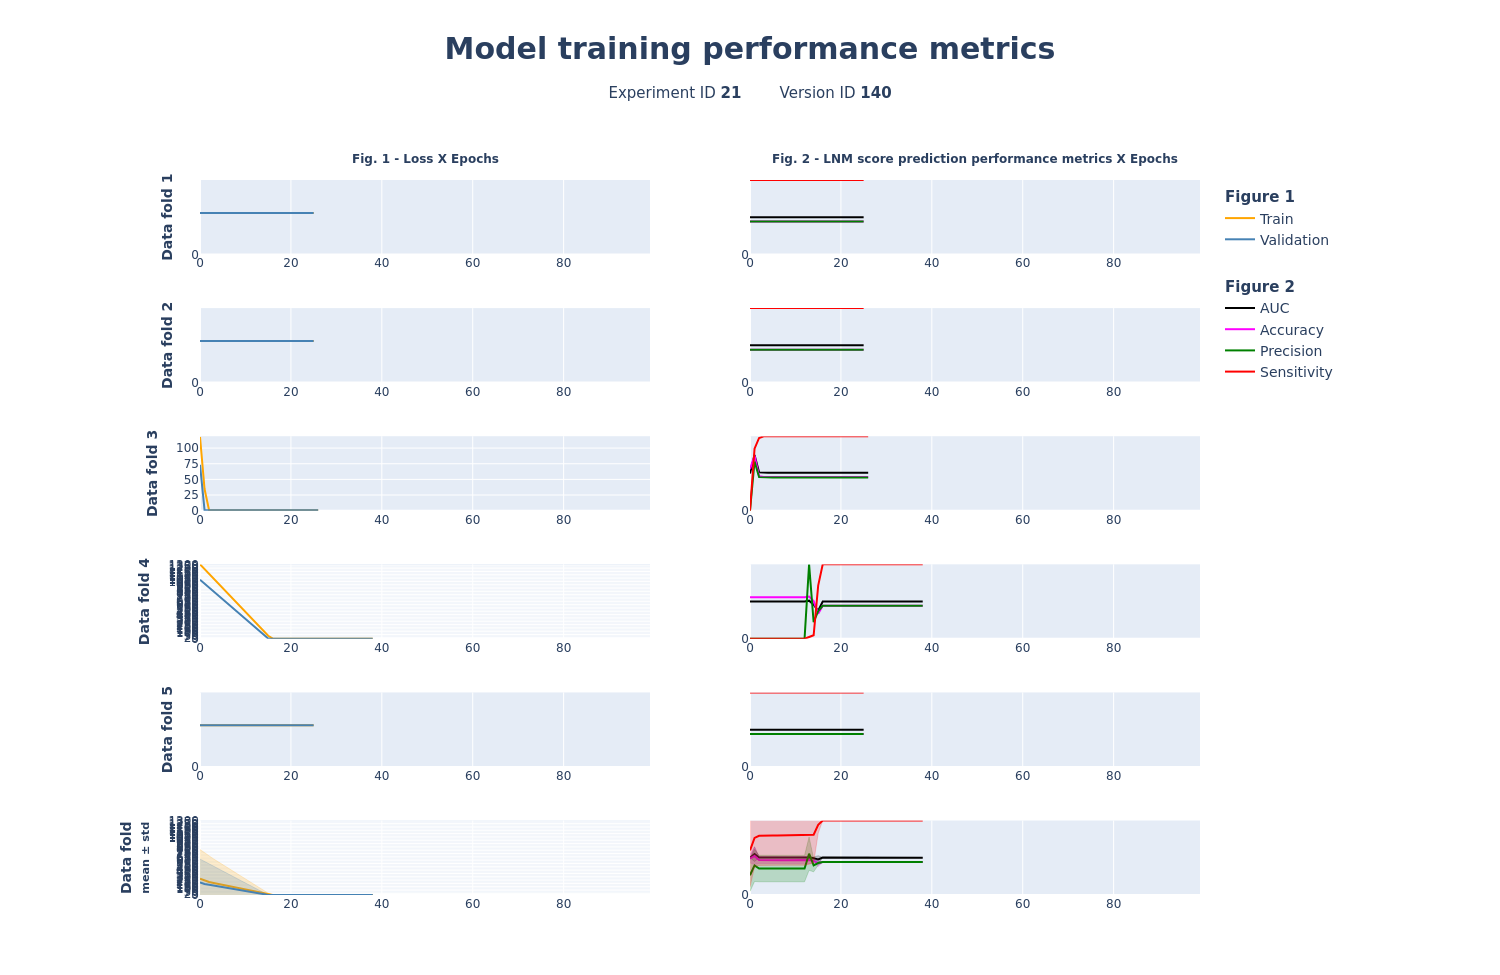 Model training performance metrics
Experiment ID 21 Version ID 140
Fig. 1 - Loss X Epochs
Fig. 2 - LNM score prediction performance metrics X Epochs
Data fold 1
0
0 20 40 60 80
0
0 20 40 60 80
Figure 1
Train
Validation
Figure 2
AUC
Accuracy
Precision
Sensitivity
Data fold 2
0
0 20 40 60 80
0
0 20 40 60 80
Data fold 3
100
75
50
25
0
0 20 40 60 80
0
0 20 40 60 80
Data fold 4
0 20 40 60 80
0
0 20 40 60 80
Data fold 5
0
0 20 40 60 80
0
0 20 40 60 80
Data fold
mean ± std
0 20 40 60 80
0
0 20 40 60 80